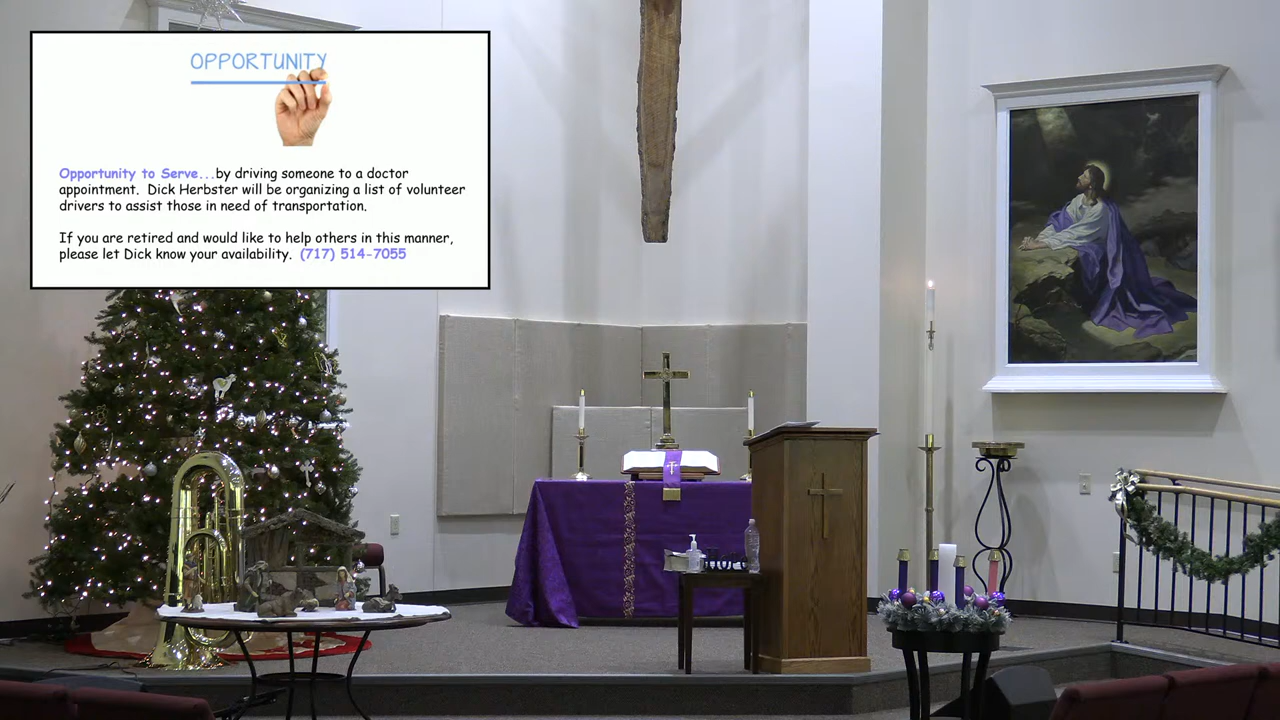 OPPORTUNITY
Opportunity to Serve...by driving someone to a doctor
appointment.  Dick Herbster will be organizing a list of volunteer
drivers to assist those in need of transportation.
If you are retired and would like to help others in this manner,
please let Dick know your availability.  (717) 514-7055